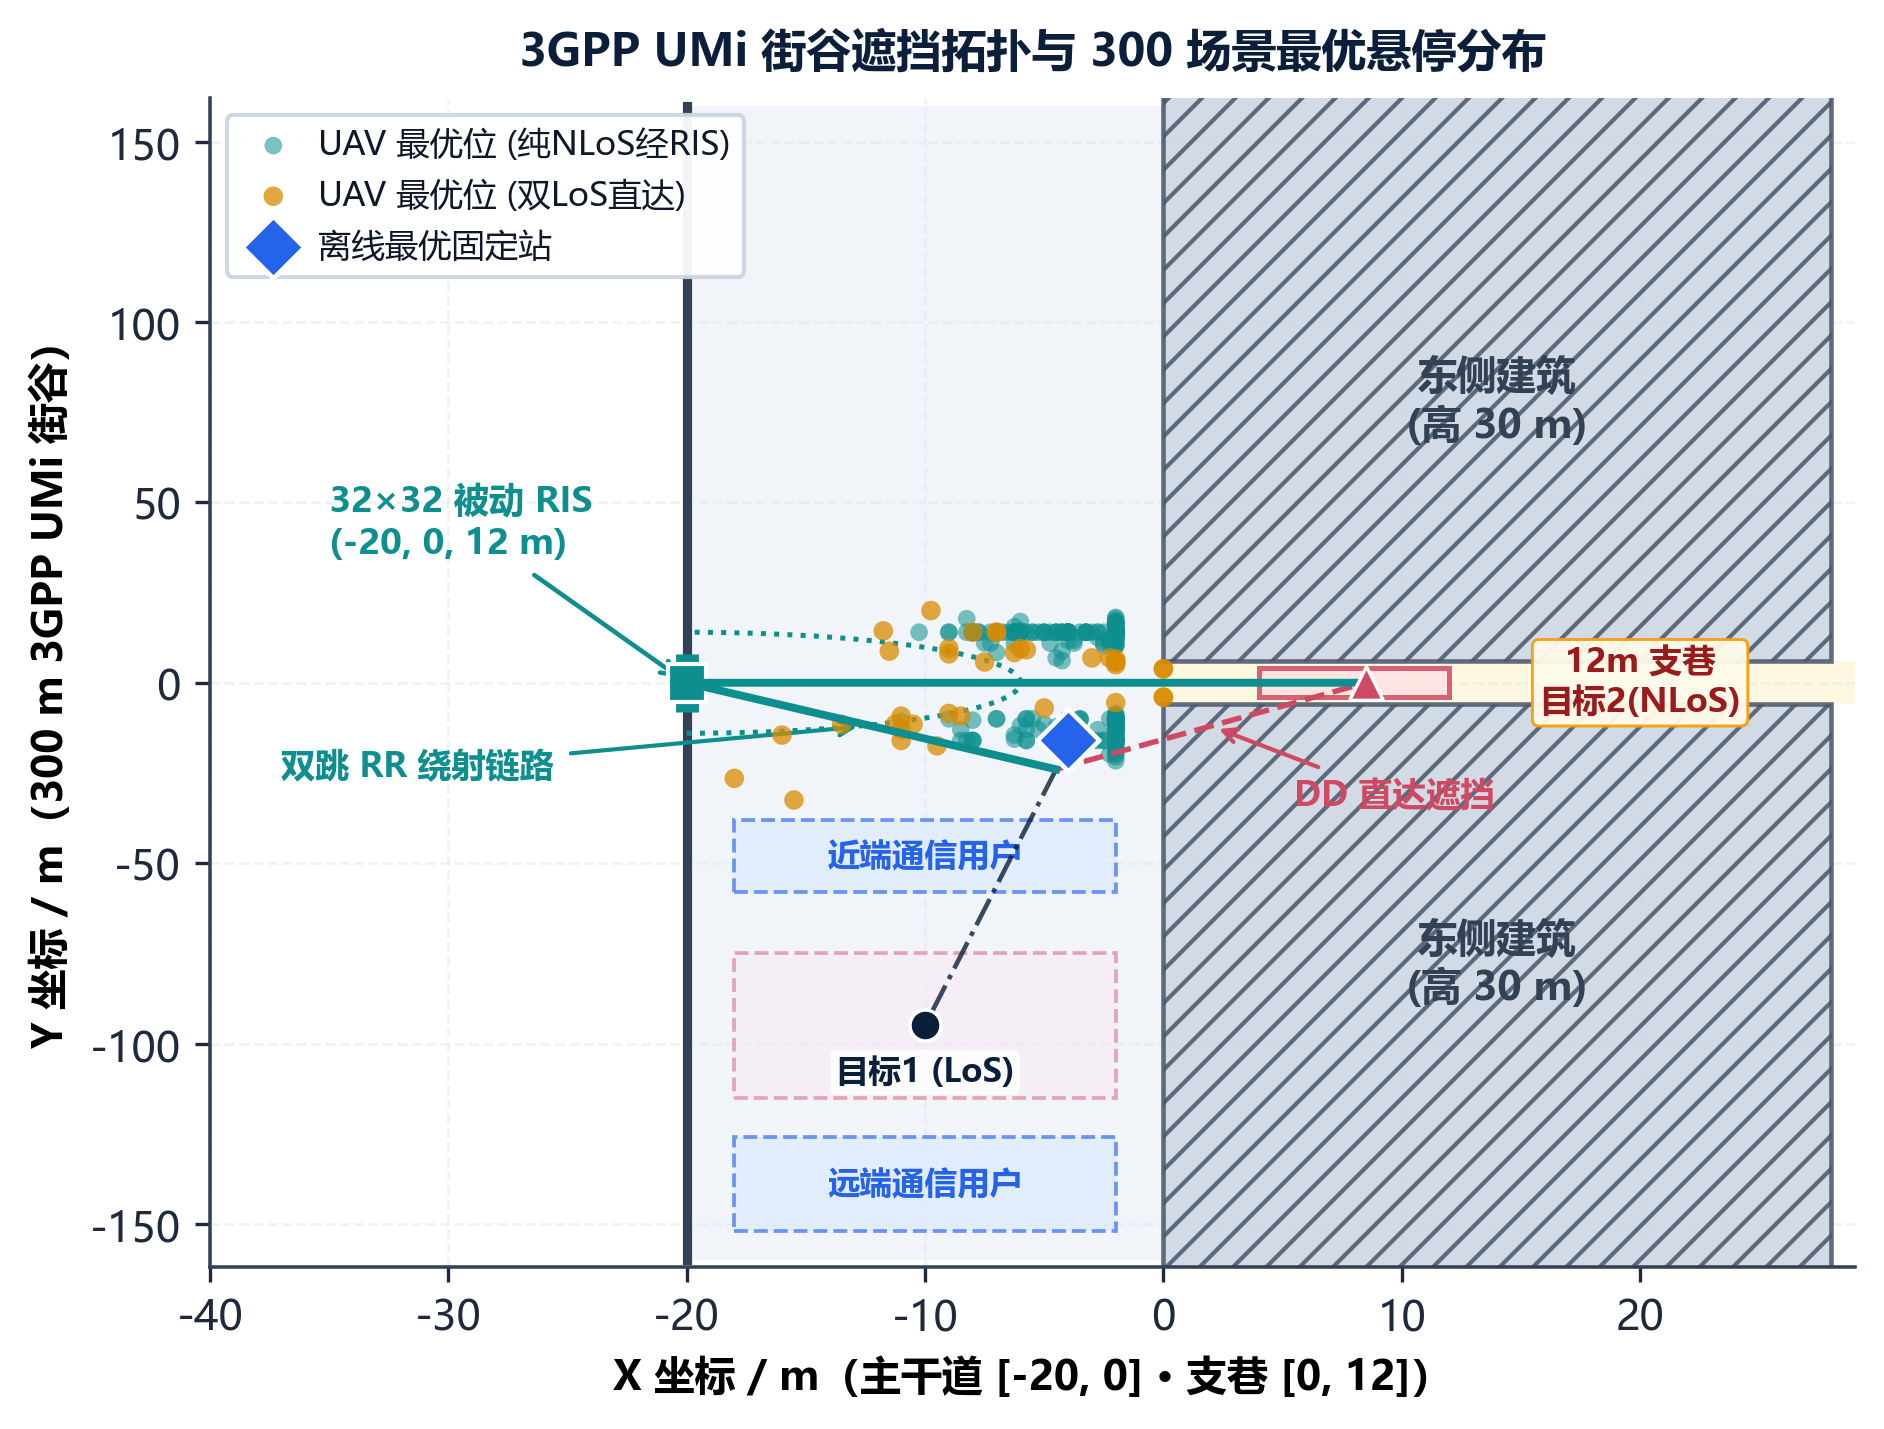 3GPP UMi 街谷遮挡拓扑与 300 场景最优悬停分布
UAV 最优位 (纯NLoS经RIS)
UAV 最优位 (双LoS直达)
离线最优固定站
150
100
50
0
-50
-100
-150
Y 坐标 / m（300 m 3GPP UMi 街谷）
东侧建筑
(高 30 m)
32×32 被动 RIS
(-20, 0, 12 m)
12m 支巷
目标2(NLoS)
双跳 RR 绕射链路
DD 直达遮挡
近端通信用户
东侧建筑
(高 30 m)
目标1 (LoS)
远端通信用户
-40
-30
-20
-10
0
10
20
X 坐标 / m（主干道 [-20, 0] • 支巷 [0, 12]）